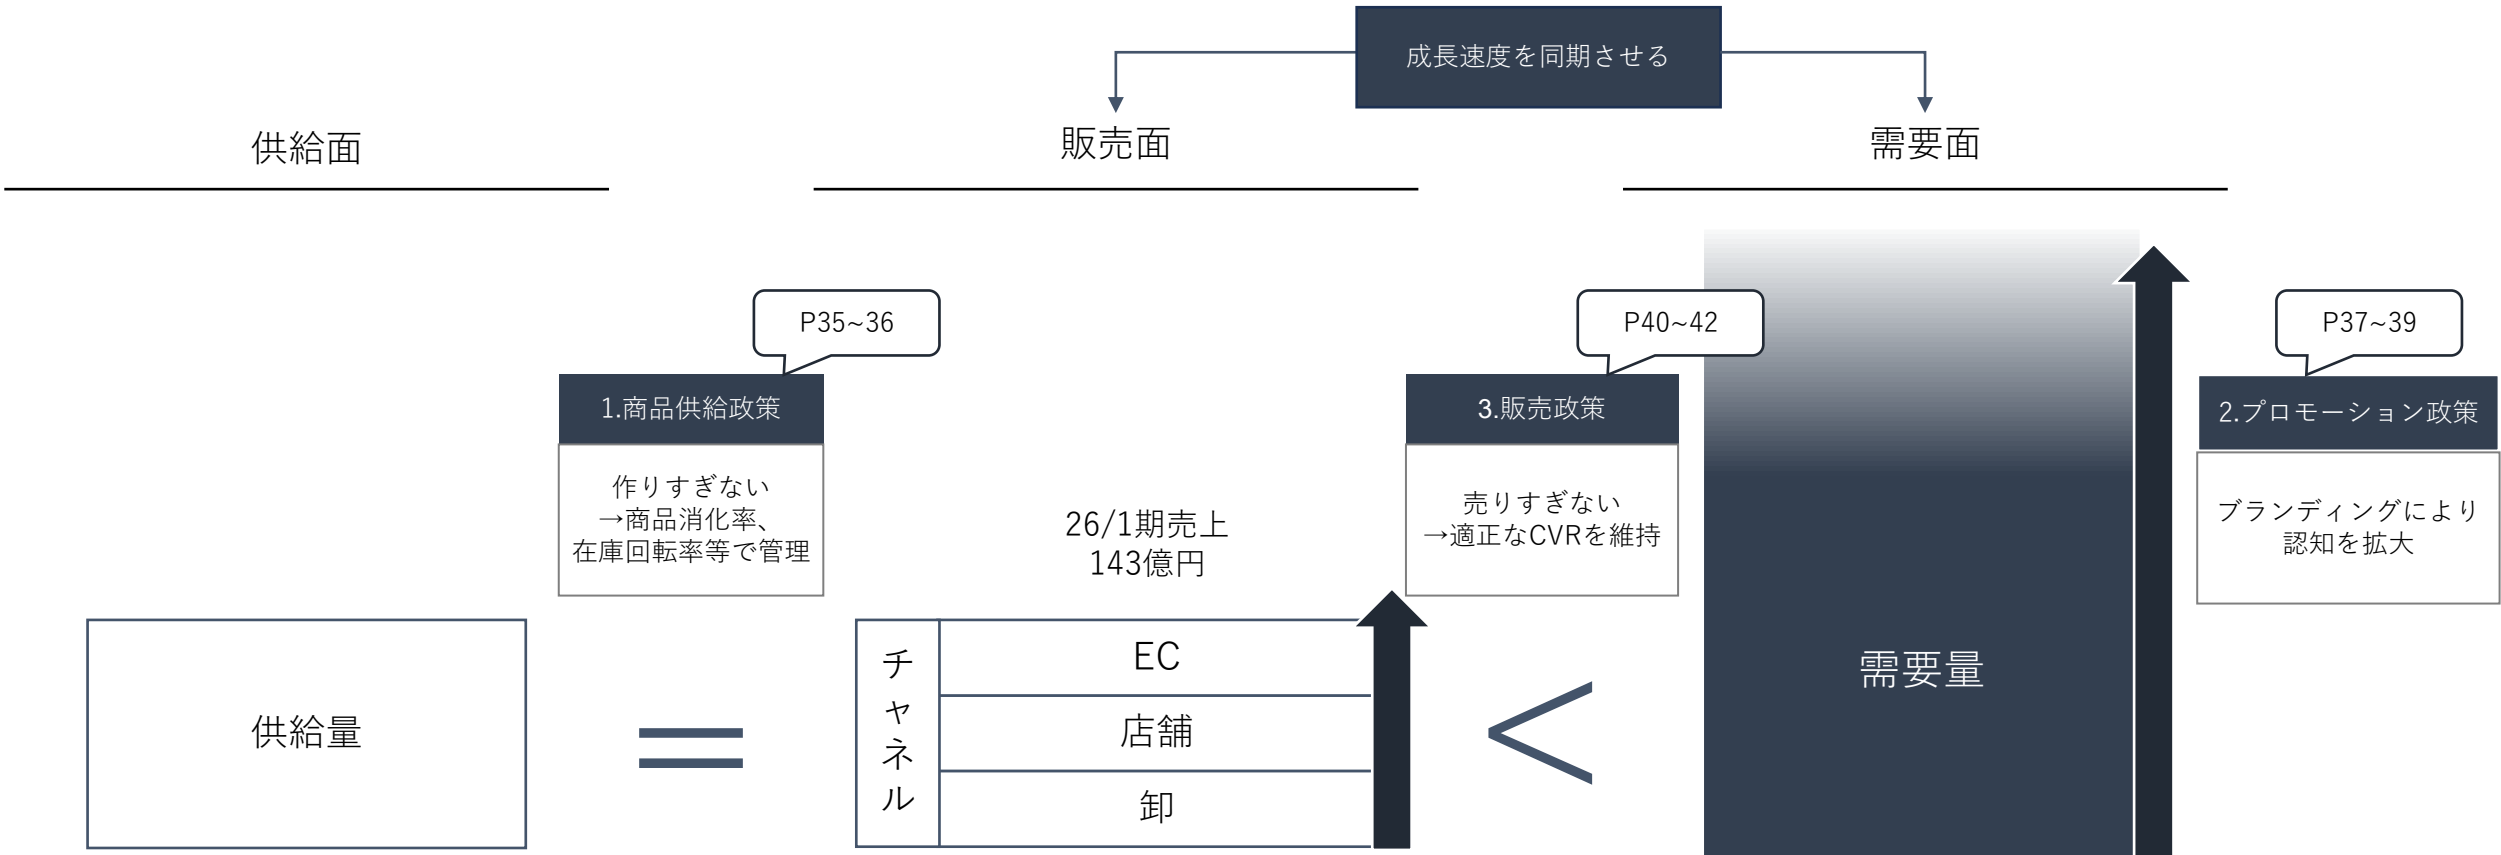 成長速度を同期させる
供給面
販売面
需要面
P35~36
P40~42
P37~39
1.商品供給政策
3.販売政策
2.プロモーション政策
作りすぎない
→商品消化率、
在庫回転率等で管理
26/1期売上
143億円
売りすぎない
→適正なCVRを維持
ブランディングにより
認知を拡大
供給量
＝
チャネル
EC
店舗
卸
＜
需要量